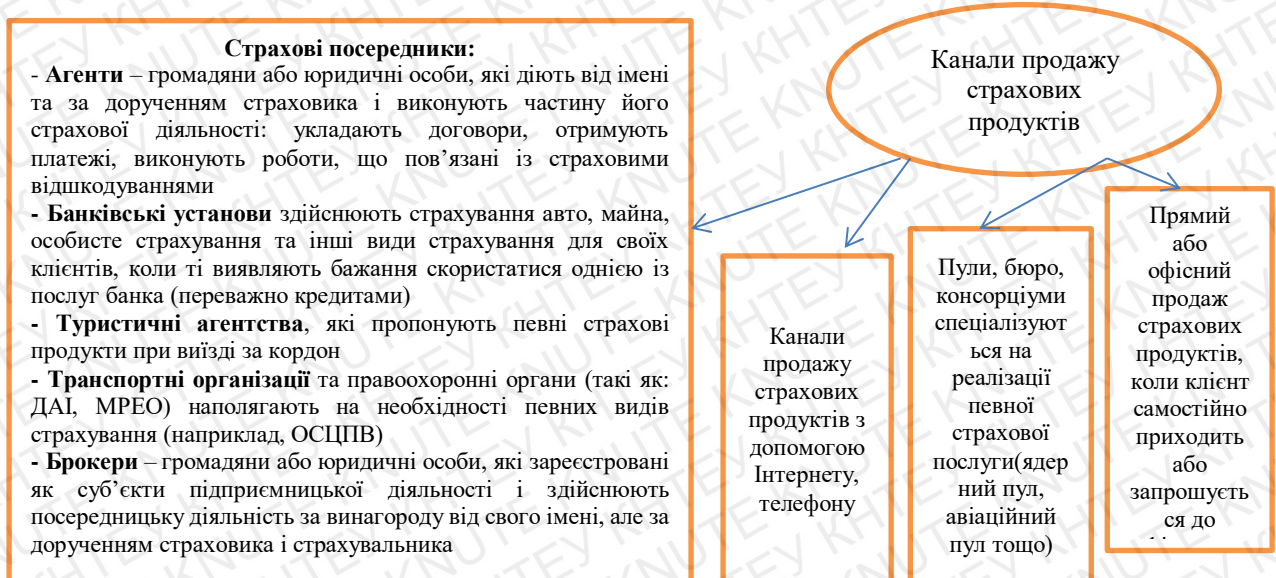 Страхові посередники:
- Агенти – громадяни або юридичні особи, які діють від імені
та за дорученням страховика і виконують частину його
страхової діяльності: укладають договори, отримують
платежі, виконують роботи, що пов’язані із страховими
відшкодуваннями
- Банківські установи здійснюють страхування авто, майна,
особисте страхування та інші види страхування для своїх
клієнтів, коли ті виявляють бажання скористатися однією із
послуг банка (переважно кредитами)
- Туристичні агентства, які пропонують певні страхові
продукти при виїзді за кордон
- Транспортні організації та правоохоронні органи (такі як:
ДАІ, МРЕО) наполягають на необхідності певних видів
страхування (наприклад, ОСЦПВ)
- Брокери – громадяни або юридичні особи, які зареєстровані
як суб’єкти підприємницької діяльності і здійснюють
посередницьку діяльність за винагороду від свого імені, але за
дорученням страховика і страхувальника
Канали продажу
страхових
продуктів
Канали
продажу
страхових
продуктів з
допомогою
Інтернету,
телефону
Пули, бюро,
консорціуми
спеціалізуют
ься на
реалізації
певної
страхової
послуги(ядер
ний пул,
авіаційний
пул тощо)
Прямий
або
офісний
продаж
страхових
продуктів,
коли клієнт
самостійно
приходить
або
запрошуєть
ся до